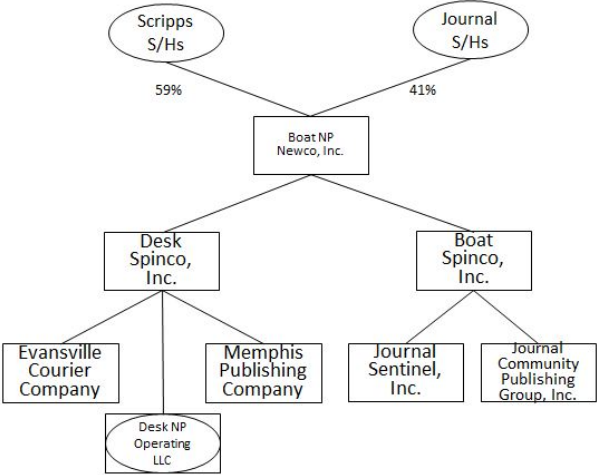 Scripps
S/Hs
Journal
S/Hs
59%
41%
Boat NP
Newco, Inc.
Desk
Spinco,
Inc.
Boat
Spinco,
Inc.
Evansville
Courier
Company
Memphis
Publishing
Company
Journal
Sentinel,
Inc.
Journal
Community
Publishing
Group, Inc.
Desk NP
Operating
LLC